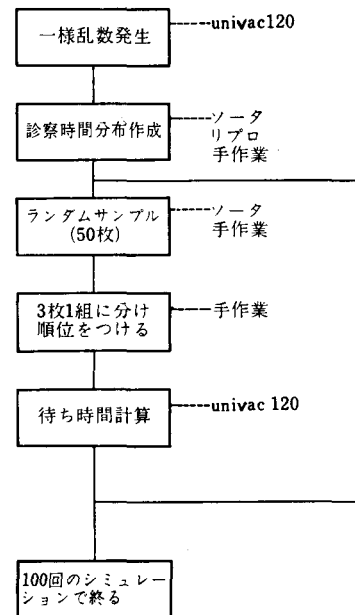 一様乱数発生
univac120
診察時間分布作成
ソータ
リプロ
手作業
ランダムサンプル
(50枚)
ソータ
手作業
3枚1組に分け
順位をつける
手作業
待ち時間計算
univac 120
100回のシミュレー
ションで終る